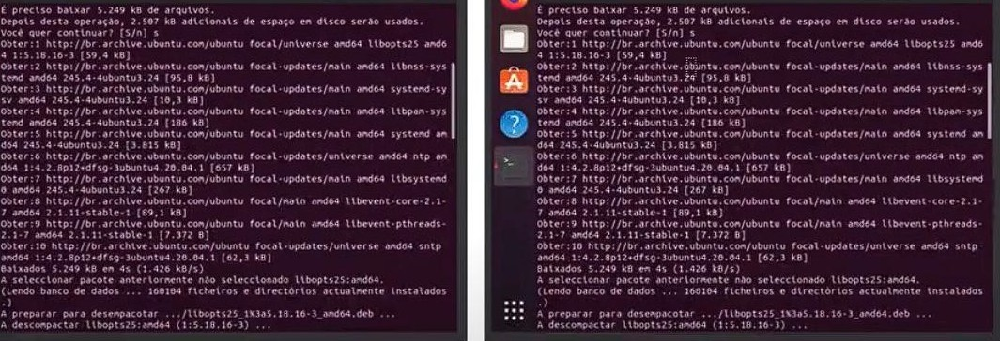 É preciso baixar 5.249 kB de arquivos.
Depois desta operação, 2.507 kB adicionais de espaço em disco serão usados.
Você quer continuar? [S/n] s
Obter:1 http://br.archive.ubuntu.com/ubuntu focal/universe amd64 libopts25 amd6
4 1:5.18.16-3 [59,4 kB]
Obter:2 http://br.archive.ubuntu.com/ubuntu focal-updates/main amd64 libnss-sys
temd amd64 245.4-4ubuntu3.24 [95,8 kB]
Obter:3 http://br.archive.ubuntu.com/ubuntu focal-updates/main amd64 systemd-sy
sv amd64 245.4-4ubuntu3.24 [10,3 kB]
Obter:4 http://br.archive.ubuntu.com/ubuntu focal-updates/main amd64 libpam-sys
temd amd64 245.4-4ubuntu3.24 [186 kB]
Obter:5 http://br.archive.ubuntu.com/ubuntu focal-updates/main amd64 systemd am
d64 245.4-4ubuntu3.24 [3.815 kB]
Obter:6 http://br.archive.ubuntu.com/ubuntu focal-updates/universe amd64 ntp am
d64 1:4.2.8p12+dfsg-3ubuntu4.20.04.1 [657 kB]
Obter:7 http://br.archive.ubuntu.com/ubuntu focal-updates/main amd64 libsystemd
0 amd64 245.4-4ubuntu3.24 [267 kB]
Obter:8 http://br.archive.ubuntu.com/ubuntu focal/main amd64 libevent-core-2.1-
7 amd64 2.1.11-stable-1 [89,1 kB]
Obter:9 http://br.archive.ubuntu.com/ubuntu focal/main amd64 libevent-pthreads-
2.1-7 amd64 2.1.11-stable-1 [7.372 B]
Obter:10 http://br.archive.ubuntu.com/ubuntu focal-updates/universe amd64 sntp
amd64 1:4.2.8p12+dfsg-3ubuntu4.20.04.1 [62,3 kB]
Baixados 5.249 kB em 4s (1.426 kB/s)
A seleccionar pacote anteriormente não seleccionado libopts25:amd64.
(Lendo banco de dados ... 160104 ficheiros e directórios actualmente instalados
.)
A preparar para desempacotar .../libopts25_1%3a5.18.16-3_amd64.deb ...
A descompactar libopts25:amd64 (1:5.18.16-3) ...
É preciso baixar 5.249 kB de arquivos.
Depois desta operação, 2.507 kB adicionais de espaço em disco serão usados.
Você quer continuar? [S/n] s
Obter:1 http://br.archive.ubuntu.com/ubuntu focal/universe amd64 libopts25 amd6
4 1:5.18.16-3 [59,4 kB]
Obter:2 http://br.archive.ubuntu.com/ubuntu focal-updates/main amd64 libnss-sys
temd amd64 245.4-4ubuntu3.24 [95,8 kB]
Obter:3 http://br.archive.ubuntu.com/ubuntu focal-updates/main amd64 systemd-sy
sv amd64 245.4-4ubuntu3.24 [10,3 kB]
Obter:4 http://br.archive.ubuntu.com/ubuntu focal-updates/main amd64 libpam-sys
temd amd64 245.4-4ubuntu3.24 [186 kB]
Obter:5 http://br.archive.ubuntu.com/ubuntu focal-updates/main amd64 systemd am
d64 245.4-4ubuntu3.24 [3.815 kB]
Obter:6 http://br.archive.ubuntu.com/ubuntu focal-updates/universe amd64 ntp am
d64 1:4.2.8p12+dfsg-3ubuntu4.20.04.1 [657 kB]
Obter:7 http://br.archive.ubuntu.com/ubuntu focal-updates/main amd64 libsystemd
0 amd64 245.4-4ubuntu3.24 [267 kB]
Obter:8 http://br.archive.ubuntu.com/ubuntu focal/main amd64 libevent-core-2.1-
7 amd64 2.1.11-stable-1 [89,1 kB]
Obter:9 http://br.archive.ubuntu.com/ubuntu focal/main amd64 libevent-pthreads-
2.1-7 amd64 2.1.11-stable-1 [7.372 B]
Obter:10 http://br.archive.ubuntu.com/ubuntu focal-updates/universe amd64 sntp
amd64 1:4.2.8p12+dfsg-3ubuntu4.20.04.1 [62,3 kB]
Baixados 5.249 kB em 4s (1.426 kB/s)
A seleccionar pacote anteriormente não seleccionado libopts25:amd64.
(Lendo banco de dados ... 160104 ficheiros e directórios actualmente instalados
.)
A preparar para desempacotar .../libopts25_1%3a5.18.16-3_amd64.deb ...
A descompactar libopts25:amd64 (1:5.18.16-3) ...